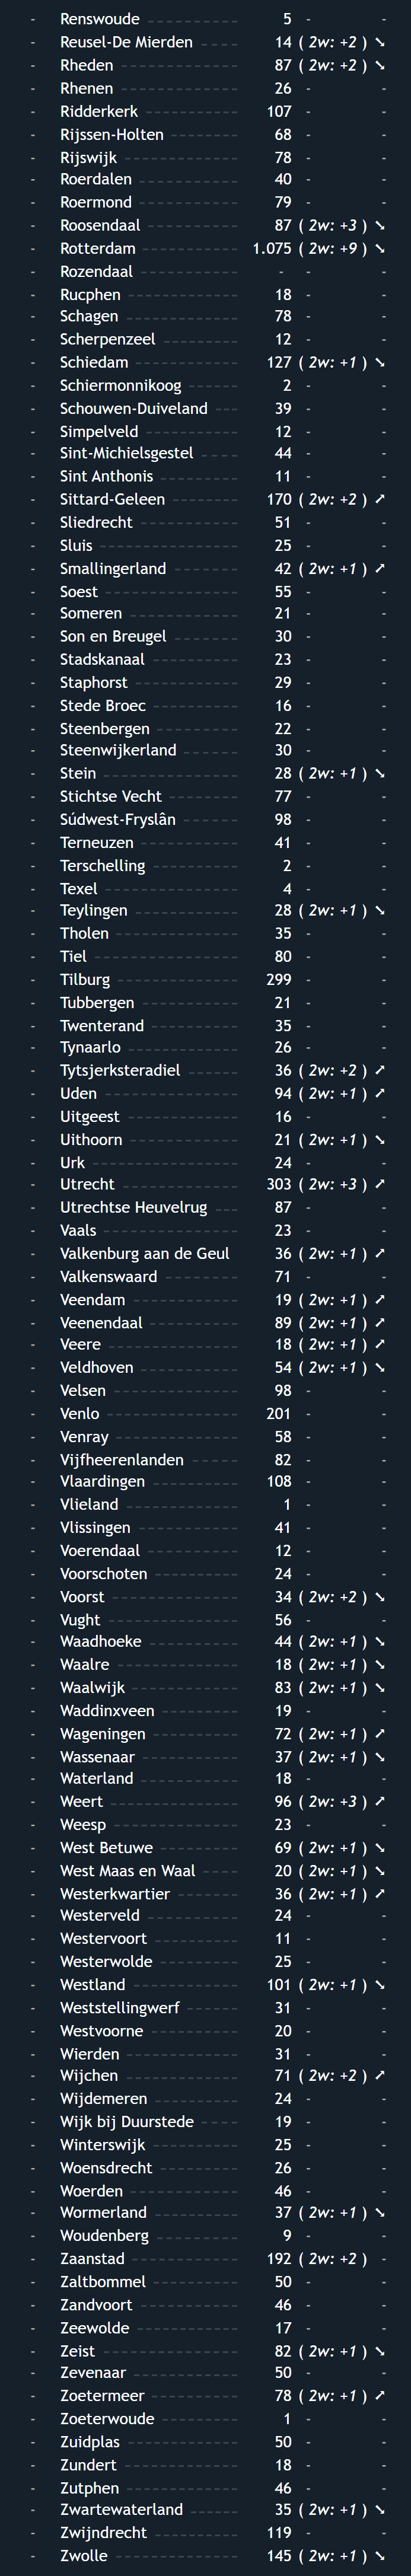 - Renswoude 5 - -
- Reusel-De Mierden 14 ( 2w: +2 ) ➘
- Rheden 87 ( 2w: +2 ) ➘
- Rhenen 26 - -
- Ridderkerk 107 - -
- Rijssen-Holten 68 - -
- Rijswijk 78 - -
- Roerdalen 40 - -
- Roermond 79 - -
- Roosendaal 87 ( 2w: +3 ) ➘
- Rotterdam 1.075 ( 2w: +9 ) ➘
- Rozendaal - - -
- Rucphen 18 - -
- Schagen 78 - -
- Scherpenzeel 12 - -
- Schiedam 127 ( 2w: +1 ) ➘
- Schiermonnikoog 2 - -
- Schouwen-Duiveland 39 - -
- Simpelveld 12 - -
- Sint-Michielsgestel 44 - -
- Sint Anthonis 11 - -
- Sittard-Geleen 170 ( 2w: +2 ) ➚
- Sliedrecht 51 - -
- Sluis 25 - -
- Smallingerland 42 ( 2w: +1 ) ➚
- Soest 55 - -
- Someren 21 - -
- Son en Breugel 30 - -
- Stadskanaal 23 - -
- Staphorst 29 - -
- Stede Broec 16 - -
- Steenbergen 22 - -
- Steenwijkerland 30 - -
- Stein 28 ( 2w: +1 ) ➘
- Stichtse Vecht 77 - -
- Súdwest-Fryslân 98 - -
- Terneuzen 41 - -
- Terschelling 2 - -
- Texel 4 - -
- Teylingen 28 ( 2w: +1 ) ➘
- Tholen 35 - -
- Tiel 80 - -
- Tilburg 299 - -
- Tubbergen 21 - -
- Twenterand 35 - -
- Tynaarlo 26 - -
- Tytsjerksteradiel 36 ( 2w: +2 ) ➚
- Uden 94 ( 2w: +1 ) ➚
- Uitgeest 16 - -
- Uithoorn 21 ( 2w: +1 ) ➘
- Urk 24 - -
- Utrecht 303 ( 2w: +3 ) ➚
- Utrechtse Heuvelrug 87 - -
- Vaals 23 - -
- Valkenburg aan de Geul 36 ( 2w: +1 ) ➚
- Valkenswaard 71 - -
- Veendam 19 ( 2w: +1 ) ➚
- Veenendaal 89 ( 2w: +1 ) ➚
- Veere 18 ( 2w: +1 ) ➚
- Veldhoven 54 ( 2w: +1 ) ➘
- Velsen 98 - -
- Venlo 201 - -
- Venray 58 - -
- Vijfheerenlanden 82 - -
- Vlaardingen 108 - -
- Vlieland 1 - -
- Vlissingen 41 - -
- Voerendaal 12 - -
- Voorschoten 24 - -
- Voorst 34 ( 2w: +2 ) ➘
- Vught 56 - -
- Waadhoeke 44 ( 2w: +1 ) ➘
- Waalre 18 ( 2w: +1 ) ➘
- Waalwijk 83 ( 2w: +1 ) ➘
- Waddinxveen 19 - -
- Wageningen 72 ( 2w: +1 ) ➚
- Wassenaar 37 ( 2w: +1 ) ➘
- Waterland 18 - -
- Weert 96 ( 2w: +3 ) ➚
- Weesp 23 - -
- West Betuwe 69 ( 2w: +1 ) ➘
- West Maas en Waal 20 ( 2w: +1 ) ➘
- Westerkwartier 36 ( 2w: +1 ) ➚
- Westerveld 24 - -
- Westervoort 11 - -
- Westerwolde 25 - -
- Westland 101 ( 2w: +1 ) ➘
- Weststellingwerf 31 - -
- Westvoorne 20 - -
- Wierden 31 - -
- Wijchen 71 ( 2w: +2 ) ➚
- Wijdemeren 24 - -
- Wijk bij Duurstede 19 - -
- Winterswijk 25 - -
- Woensdrecht 26 - -
- Woerden 46 - -
- Wormerland 37 ( 2w: +1 ) ➘
- Woudenberg 9 - -
- Zaanstad 192 ( 2w: +2 ) -
- Zaltbommel 50 - -
- Zandvoort 46 - -
- Zeewolde 17 - -
- Zeist 82 ( 2w: +1 ) ➘
- Zevenaar 50 - -
- Zoetermeer 78 ( 2w: +1 ) ➚
- Zoeterwoude 1 - -
- Zuidplas 50 - -
- Zundert 18 - -
- Zutphen 46 - -
- Zwartewaterland 35 ( 2w: +1 ) ➘
- Zwijndrecht 119 - -
- Zwolle 145 ( 2w: +1 ) ➘